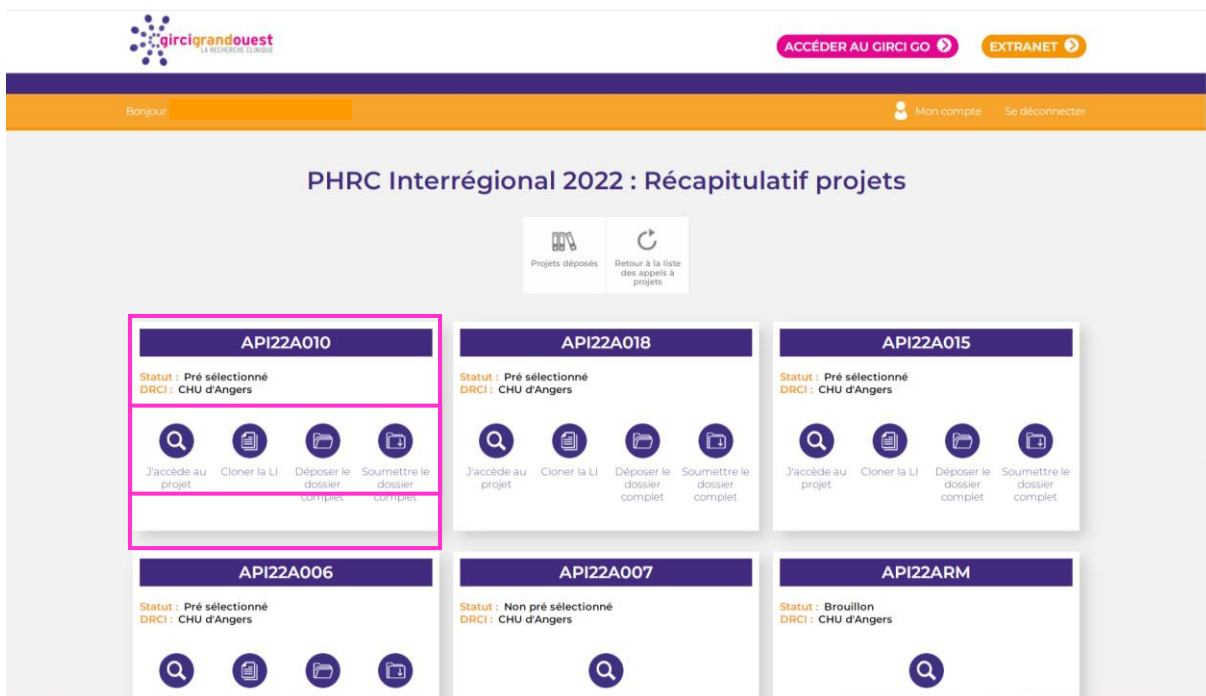 gircigrandouest
LA RECHERCHE CLINIQUE
ACCÉDER AU GIRCI GO
EXTRANET
Bonjour
Mon compte
Se déconnecter
PHRC Interrégional 2022 : Récapitulatif projets
Projets déposés
Retour à la liste
des appels à
projets
API22A010
Statut : Pré sélectionné
DRCI : CHU d'Angers
J'accède au
projet
Cloner la LI
Déposer le
dossier
complet
Soumettre le
dossier
complet
API22A018
Statut : Pré sélectionné
DRCI : CHU d'Angers
J'accède au
projet
Cloner la LI
Déposer le
dossier
complet
Soumettre le
dossier
complet
API22A015
Statut : Pré sélectionné
DRCI : CHU d'Angers
J'accède au
projet
Cloner la LI
Déposer le
dossier
complet
Soumettre le
dossier
complet
API22A006
Statut : Pré sélectionné
DRCI : CHU d'Angers
API22A007
Statut : Non pré sélectionné
DRCI : CHU d'Angers
API22ARM
Statut : Brouillon
DRCI : CHU d'Angers